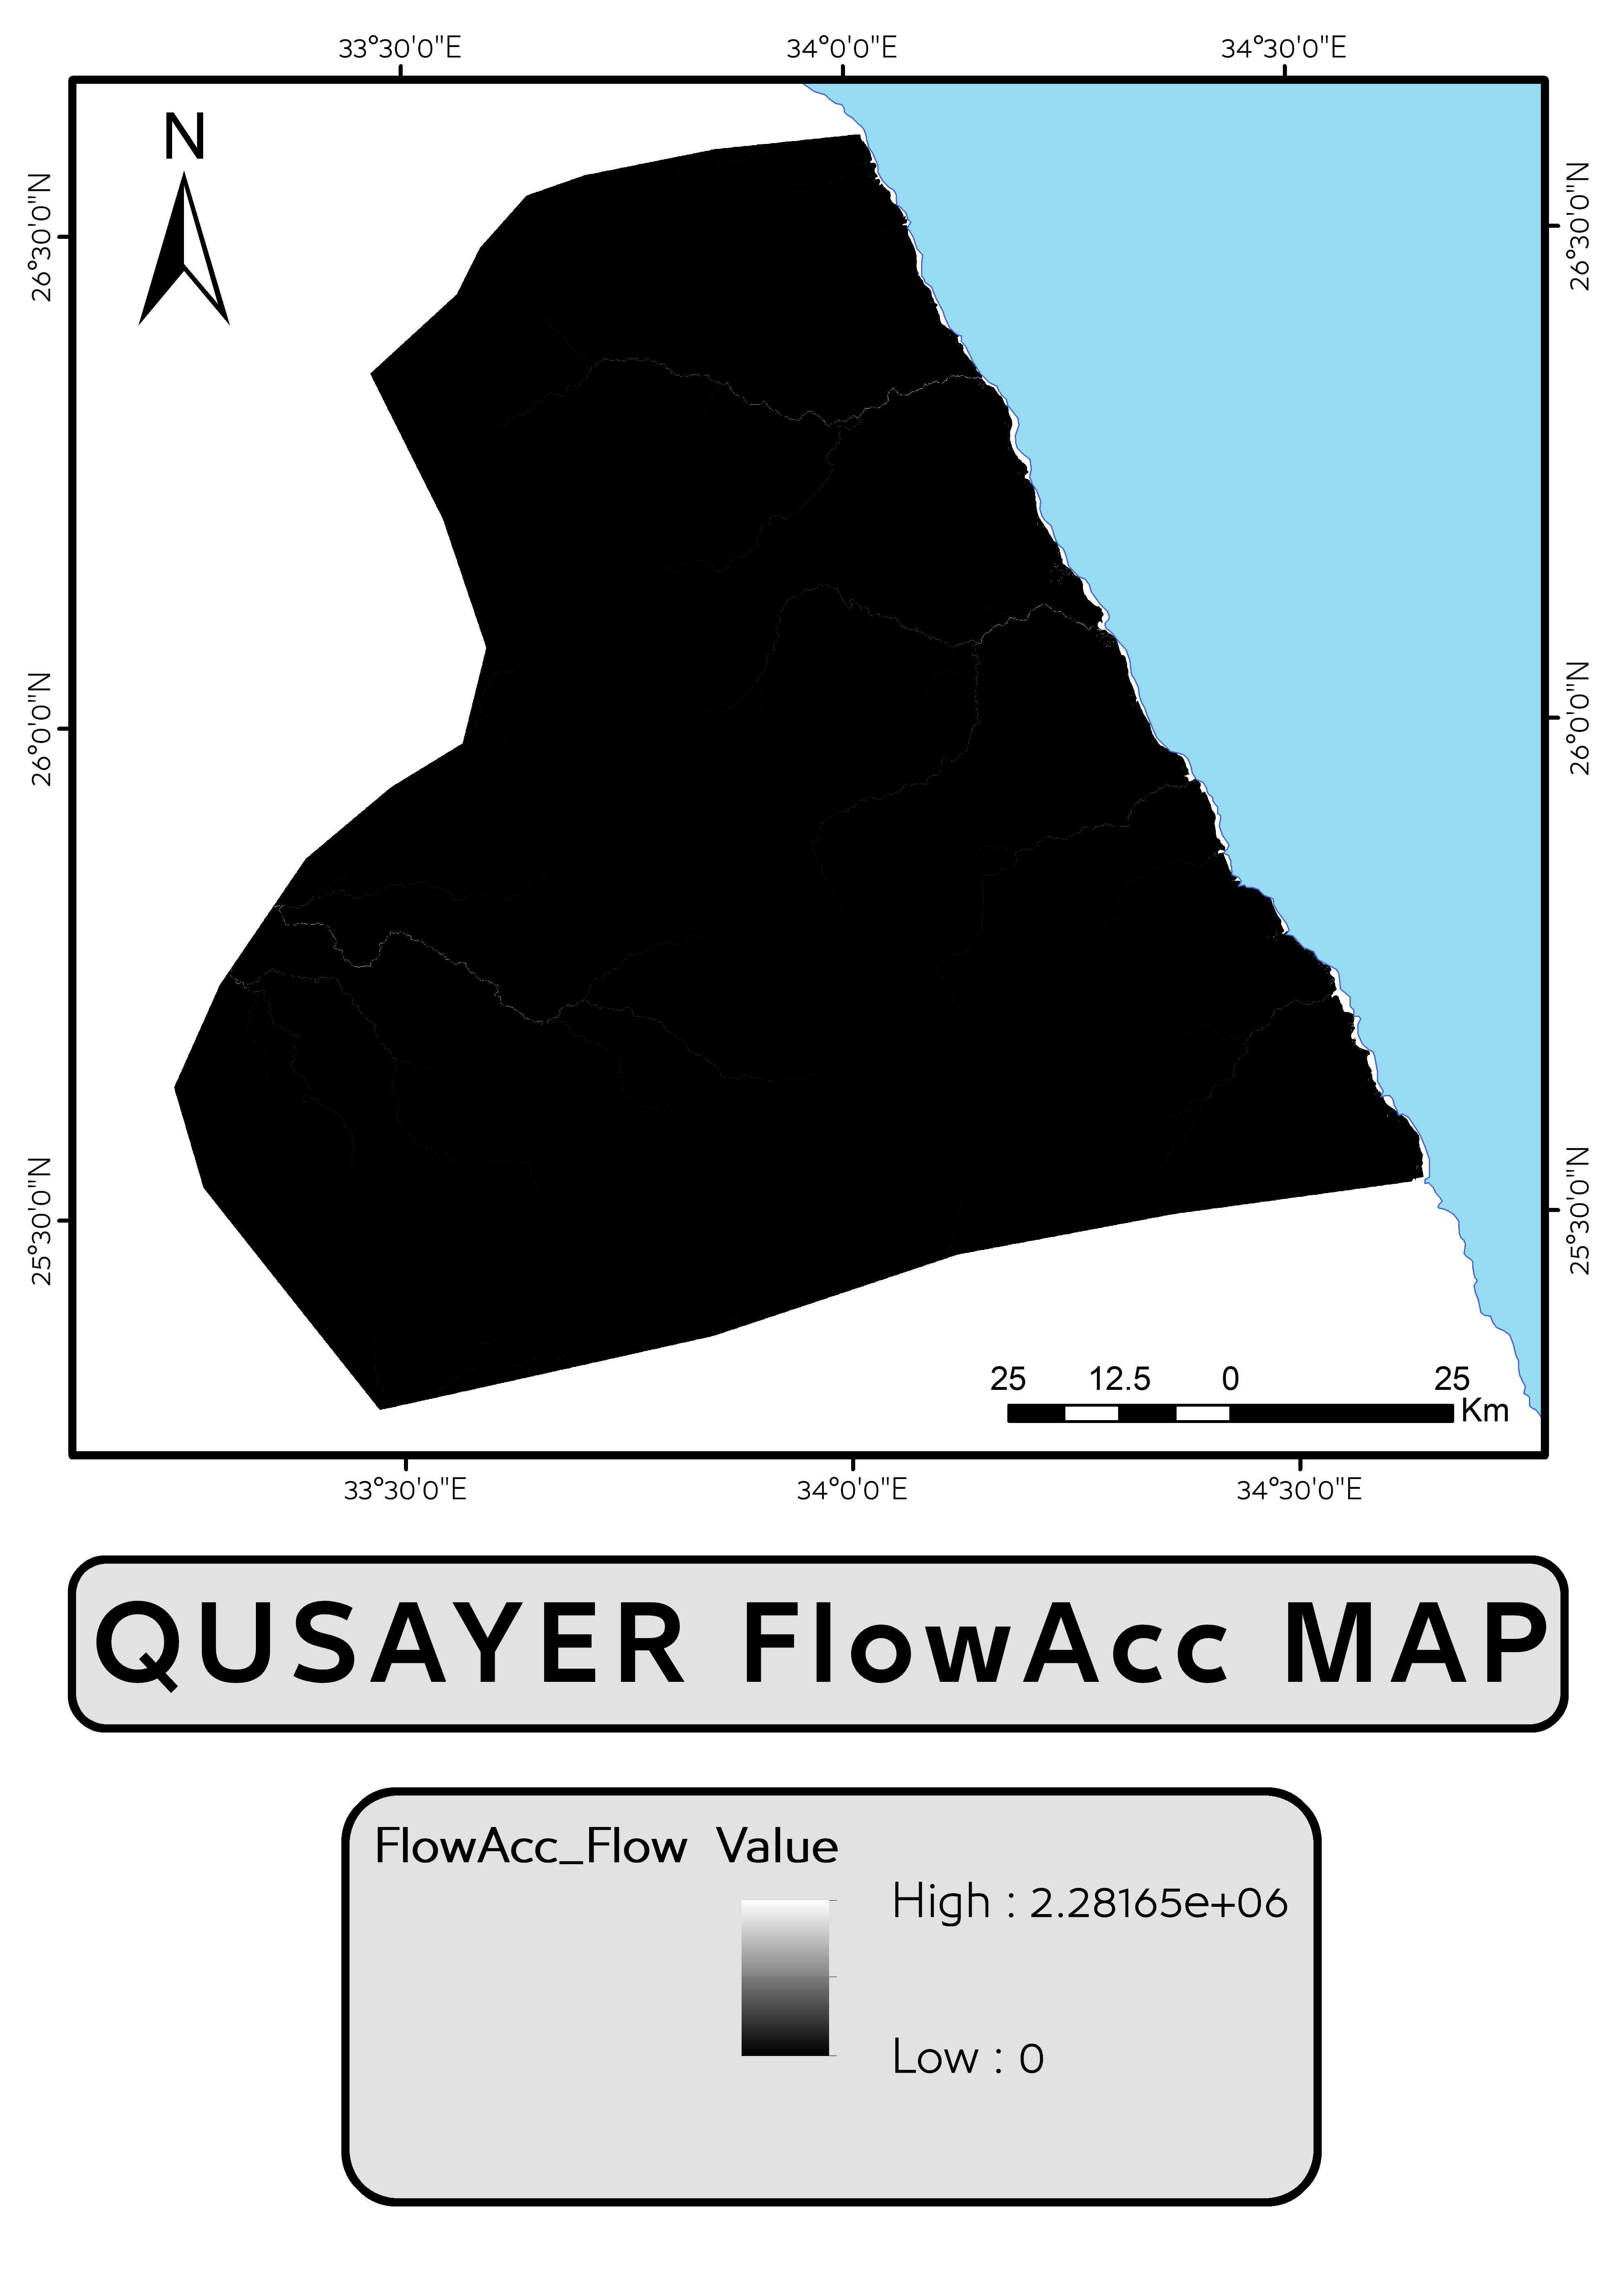 33°30'0"E 34°0'0"E 34°30'0"E
N
26°30'0"N 26°30'0"N
26°0'0"N 26°0'0"N
25°30'0"N 25°30'0"N
25 12.5 0 25
Km
33°30'0"E 34°0'0"E 34°30'0"E
QUSAYER FlowAcc MAP
FlowAcc_Flow Value
High : 2.28165e+06
Low : 0